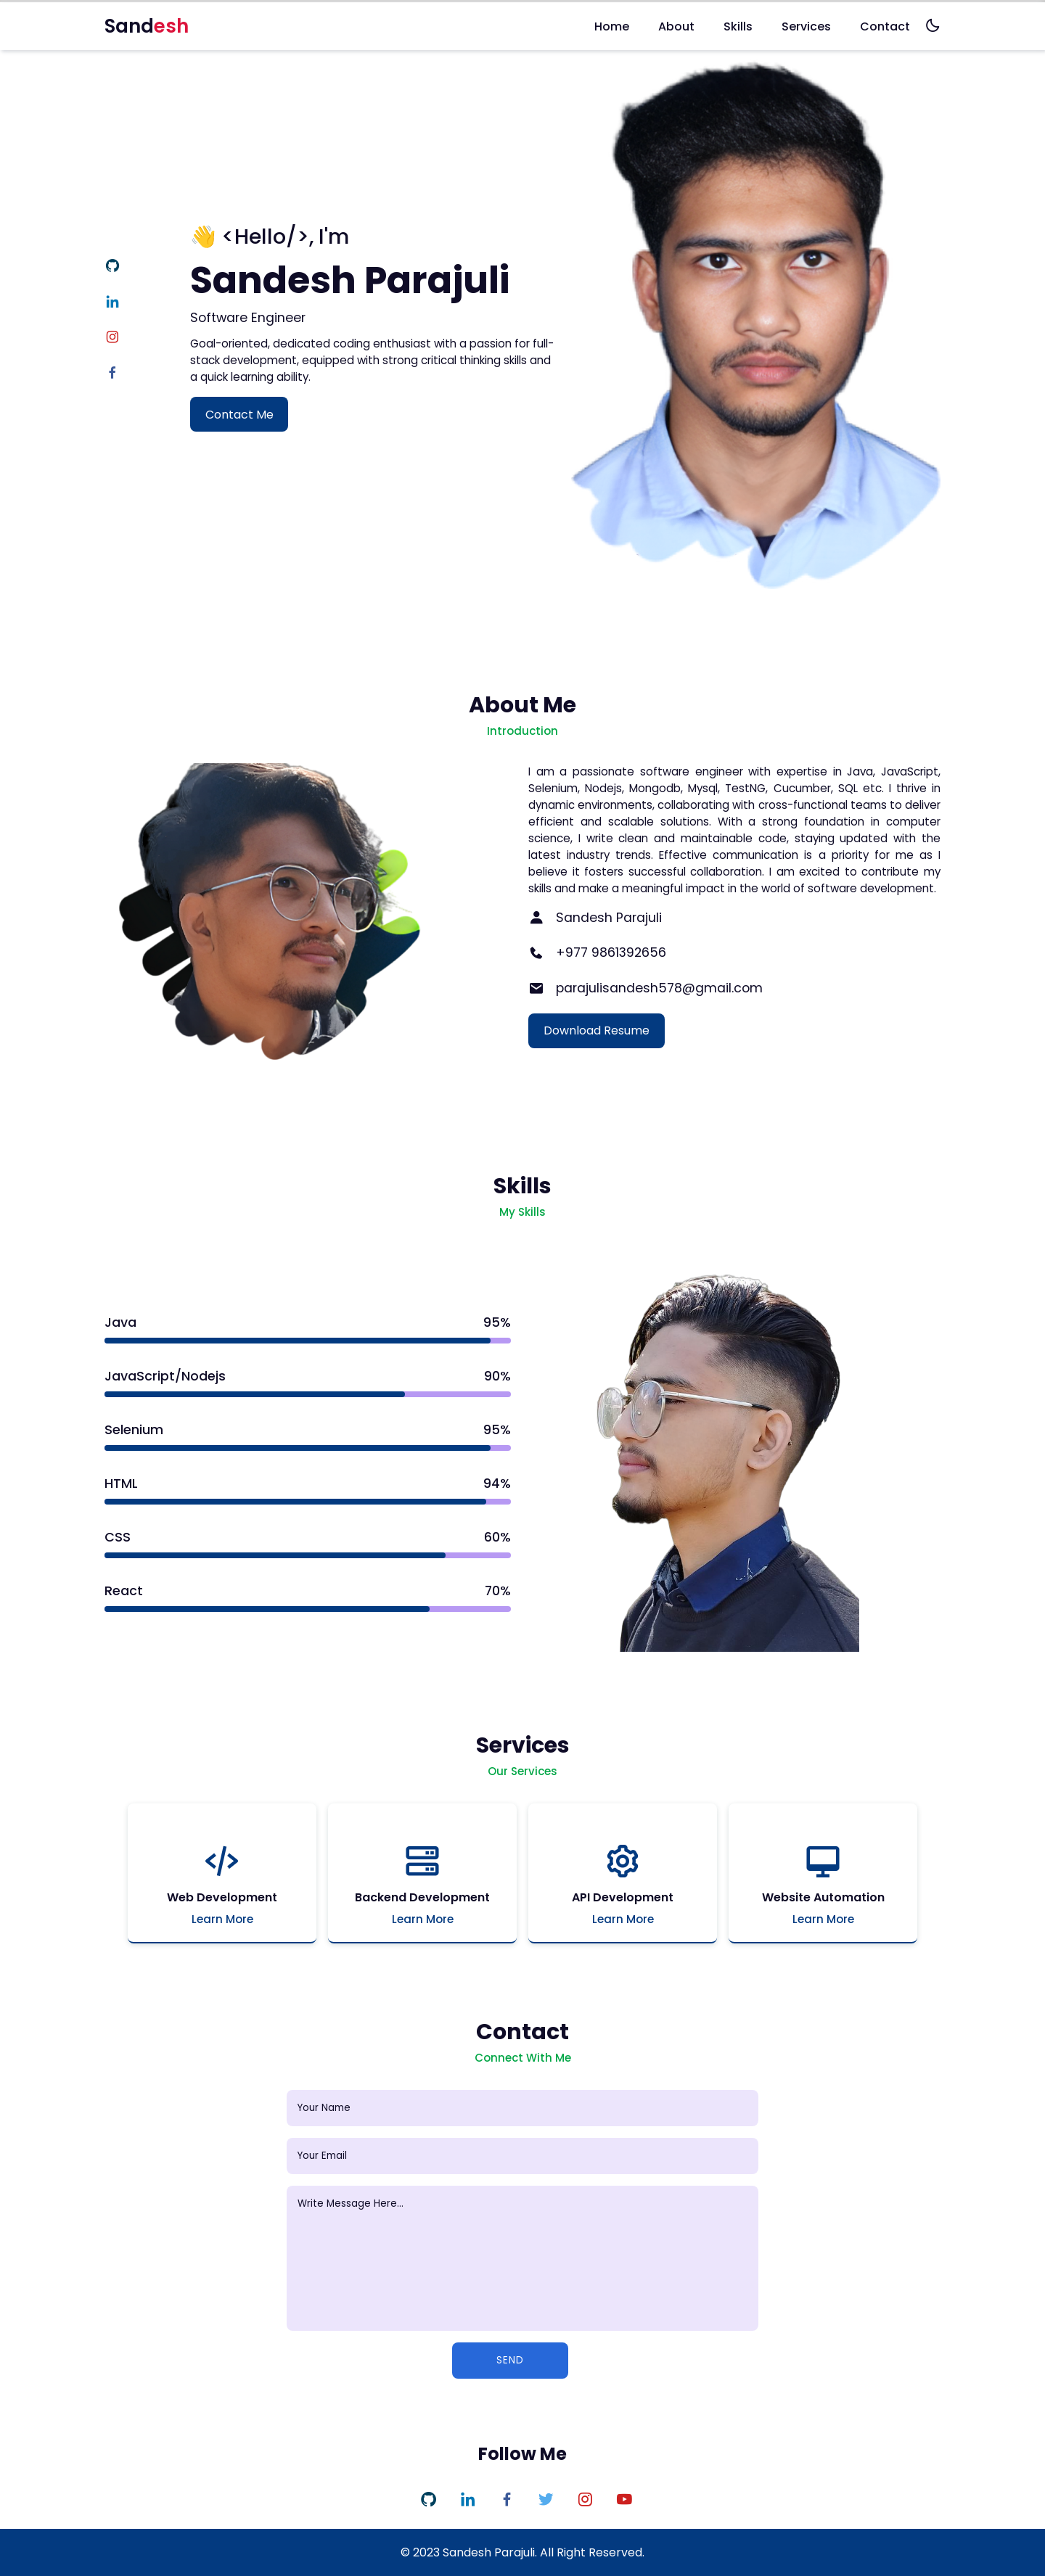 Sandesh
Home About Skills Services Contact
👋 <Hello/>, I'm
Sandesh Parajuli
Software Engineer
Goal-oriented, dedicated coding enthusiast with a passion for full-
stack development, equipped with strong critical thinking skills and
a quick learning ability.
Contact Me
About Me
Introduction
I am a passionate software engineer with expertise in Java, JavaScript,
Selenium, Nodejs, Mongodb, Mysql, TestNG, Cucumber, SQL etc. I thrive in
dynamic environments, collaborating with cross-functional teams to deliver
efficient and scalable solutions. With a strong foundation in computer
science, I write clean and maintainable code, staying updated with the
latest industry trends. Effective communication is a priority for me as I
believe it fosters successful collaboration. I am excited to contribute my
skills and make a meaningful impact in the world of software development.
Sandesh Parajuli
+977 9861392656
parajulisandesh578@gmail.com
Download Resume
Skills
My Skills
Java 95%
JavaScript/Nodejs 90%
Selenium 95%
HTML 94%
CSS 60%
React 70%
Services
Our Services
Web Development
Learn More
Backend Development
Learn More
API Development
Learn More
Website Automation
Learn More
Contact
Connect With Me
Your Name
Your Email
Write Message Here...
SEND
Follow Me
© 2023 Sandesh Parajuli. All Right Reserved.